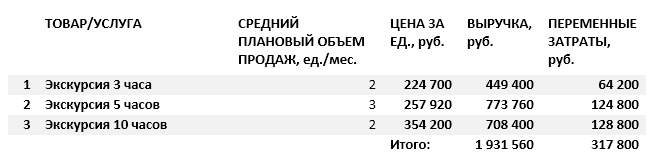 ТОВАР/УСЛУГА СРЕДНИЙ ПЛАНОВЫЙ ОБЪЕМ ПРОДАЖ, ед./мес. ЦЕНА ЗА ЕД., руб. ВЫРУЧКА, руб. ПЕРЕМЕННЫЕ ЗАТРАТЫ, руб.
1 Экскурсия 3 часа 2 224 700 449 400 64 200
2 Экскурсия 5 часов 3 257 920 773 760 124 800
3 Экскурсия 10 часов 2 354 200 708 400 128 800
Итого: 1 931 560 317 800